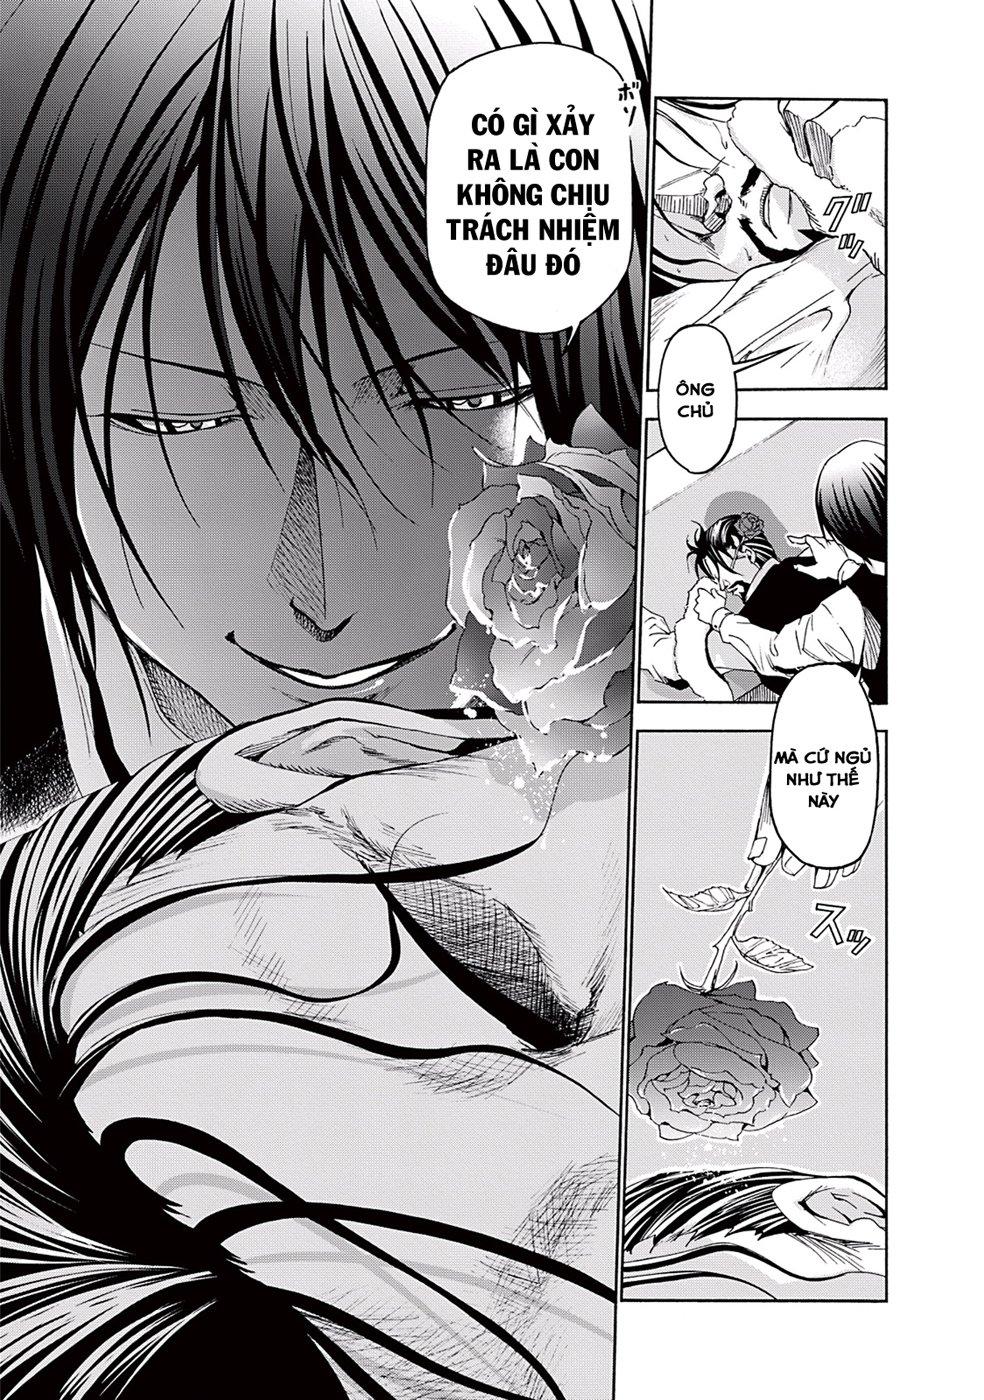 グッ
ÔNG
CHỦ
MÀ CỨ NGỦ
NHƯ THẾ
NÀY
スッ
ボソ
CÓ GÌ XẢY
RA LÀ CON
KHÔNG CHỊU
TRÁCH NHIỆM
ĐÂU ĐÓ